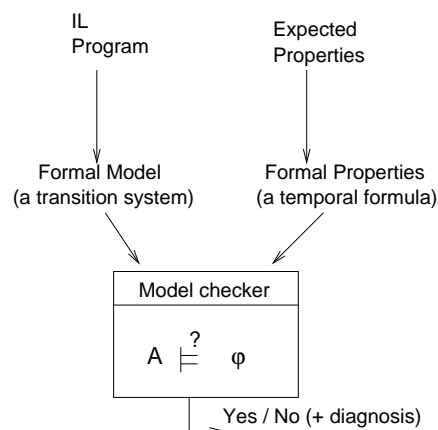 IL
Program
Expected
Properties
Formal Model
(a transition system)
Formal Properties
(a temporal formula)
Model checker
?
A ⊨ φ
Yes / No (+ diagnosis)